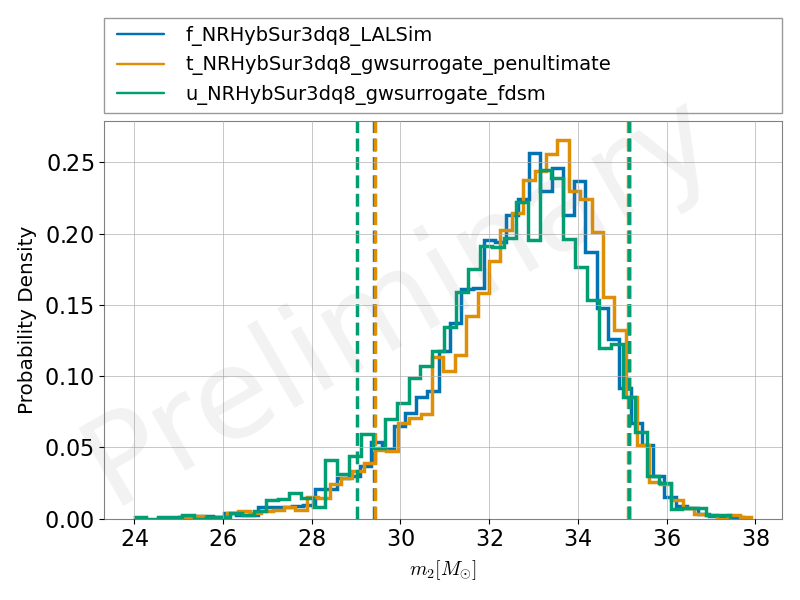 f_NRHybSur3dq8_LALSim
t_NRHybSur3dq8_gwsurrogate_penultimate
u_NRHybSur3dq8_gwsurrogate_fdsm
Preliminary
Probability Density
0.25
0.20
0.15
0.10
0.05
0.00
24 26 28 30 32 34 36 38
m₂[M☉]